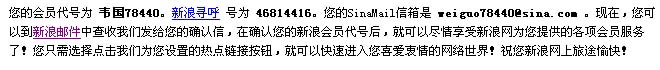 您的会员代号为 韦国78440。新浪寻呼 号为 46814416。您的SinaMail信箱是 weiguo78440@sina.com 。现在，您可
以到新浪邮件中查收我们发给您的确认信，在确认您的新浪会员代号后，就可以尽情享受新浪网为您提供的各项会员服务
了！您只需选择点击我们为您设置的热点链接按钮，就可以快速进入您喜爱衷情的网络世界！祝您新浪网上旅途愉快！